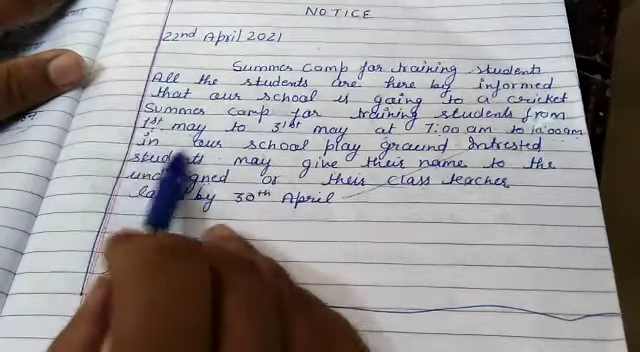 NOTICE
22nd April 2021
Summer Camp for training students
All the students are here by informed
that our school is going to a cricket
Summer camp for training students from
1st may to 31st may at 7:00 am to 10:00am
in our school play ground Intrested
students may give their name to the
or their class teacher
by 30th April